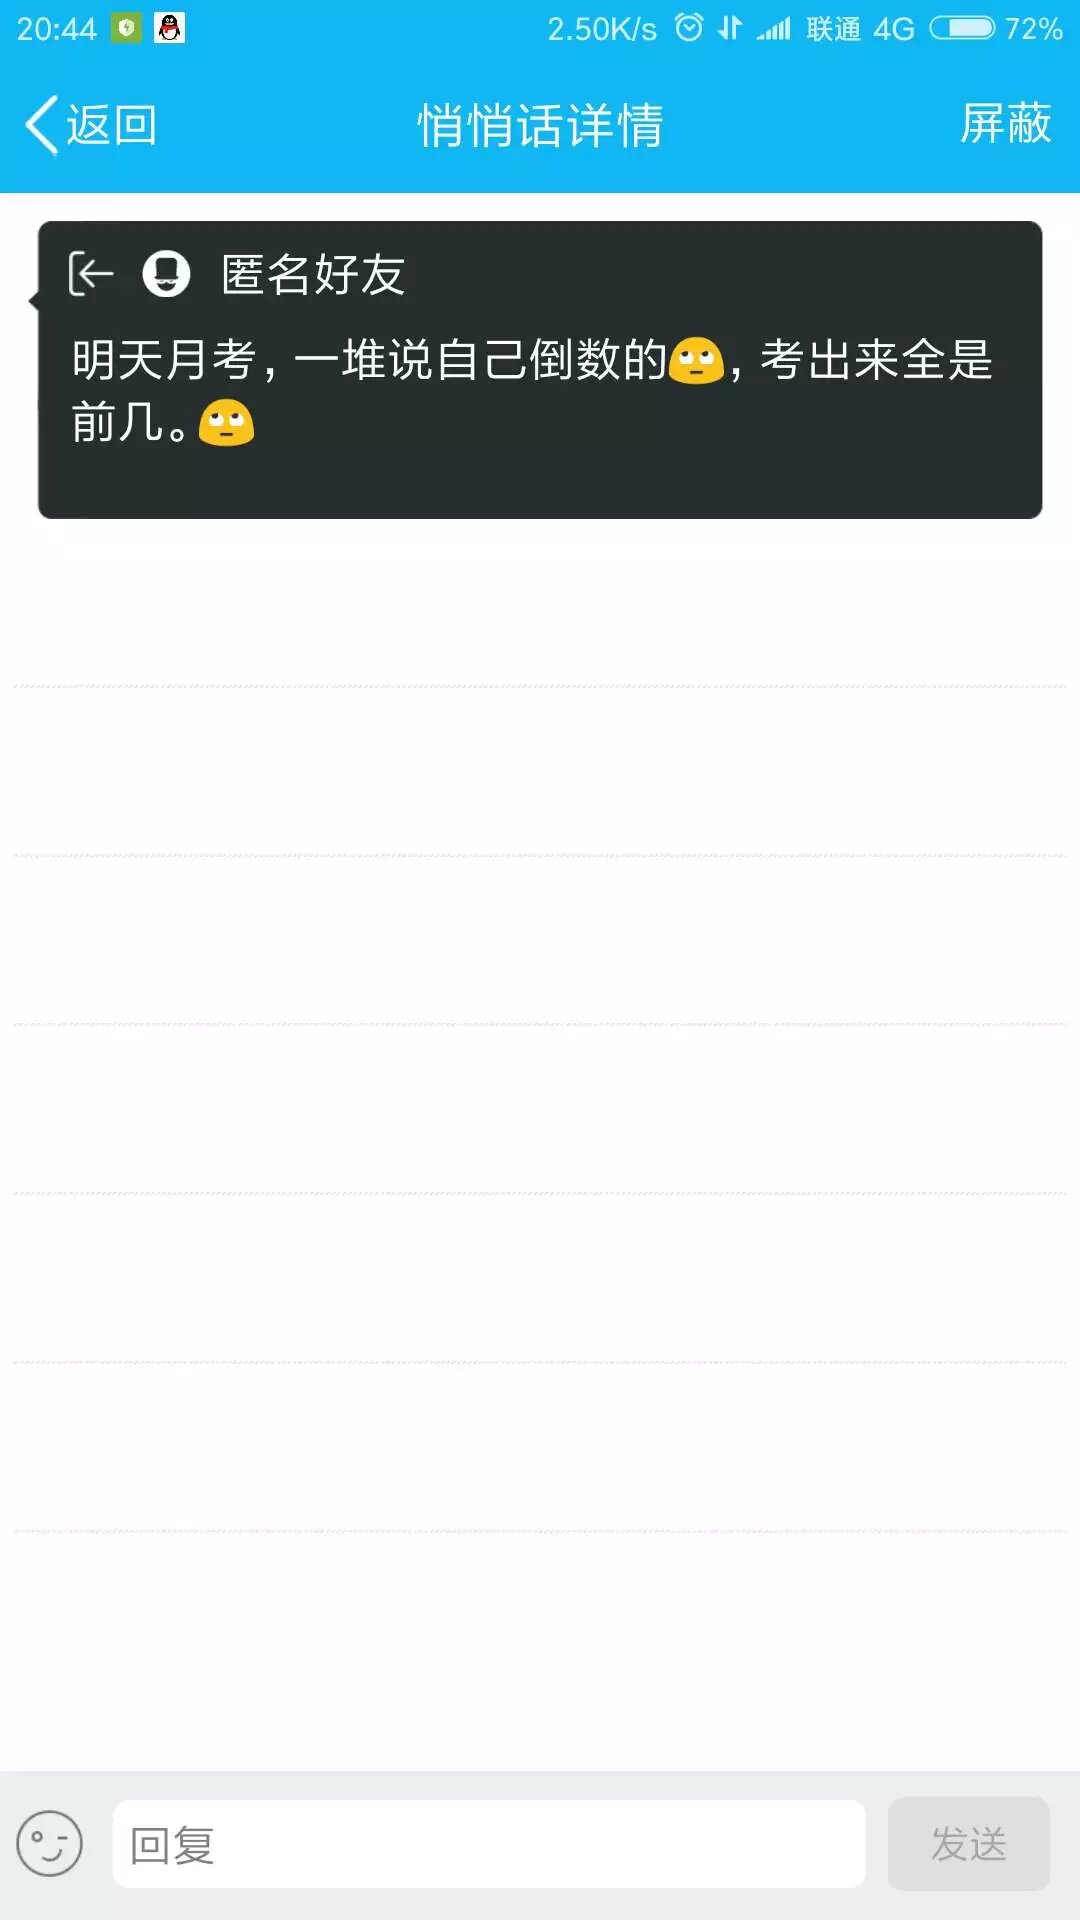 20:44 2.50K/s 联通 4G 72%
返回 悄悄话详情 屏蔽
匿名好友
明天月考，一堆说自己倒数的🙄，考出来全是
前几。🙄
回复 发送